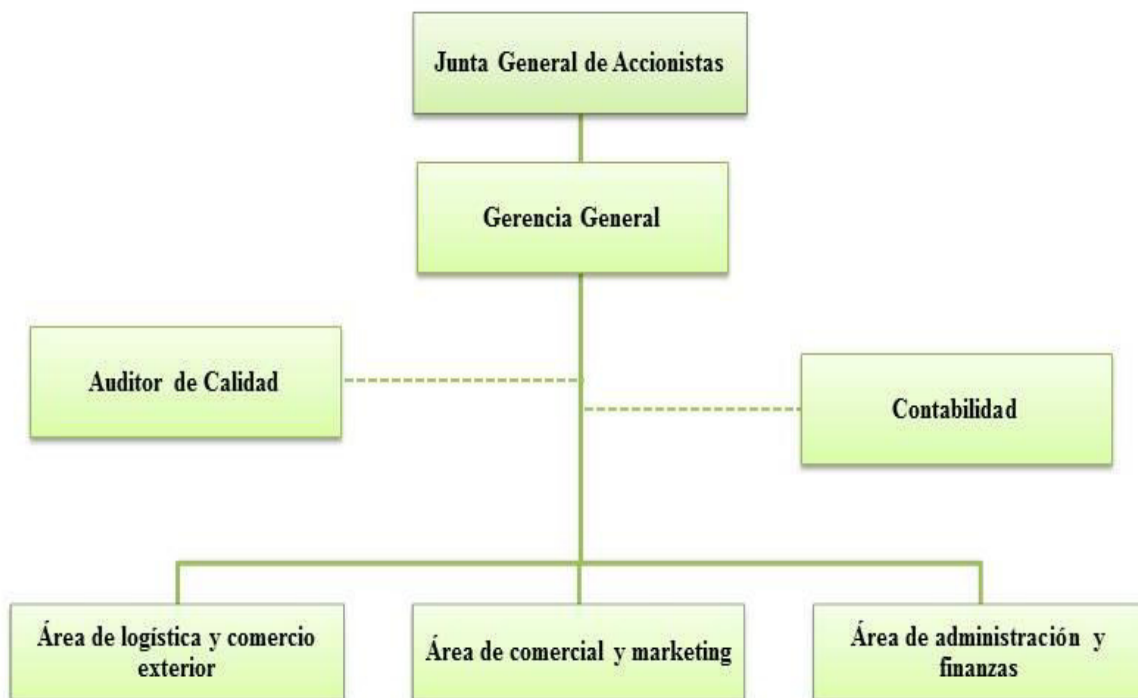 Junta General de Accionistas
Gerencia General
Auditor de Calidad
Contabilidad
Área de logística y comercio
exterior
Área de comercial y marketing
Área de administración y
finanzas